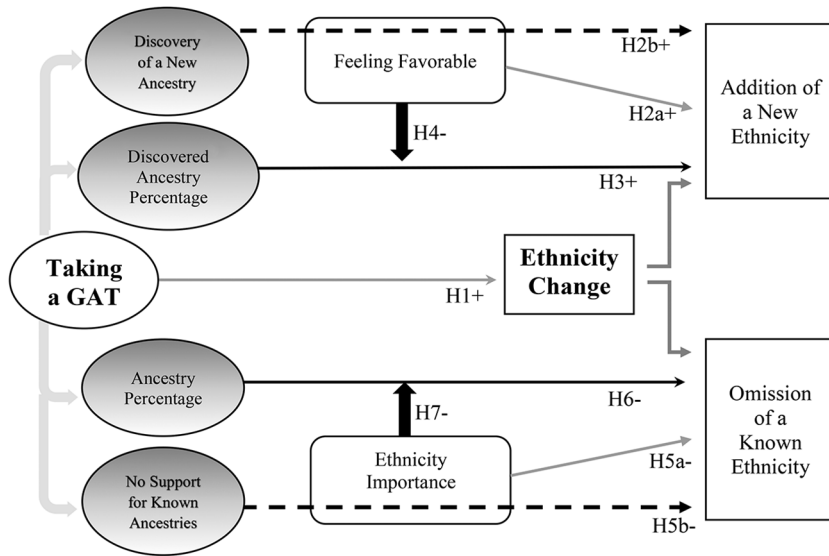 Discovery
of a New
Ancestry
Feeling Favorable
H2b+
H2a+
Addition of
a New
Ethnicity
H4-
Discovered
Ancestry
Percentage
H3+
Taking
a GAT
H1+
Ethnicity
Change
Ancestry
Percentage
H7-
H6-
Omission
of a
Known
Ethnicity
Ethnicity
Importance
H5a-
No Support
for Known
Ancestries
H5b-